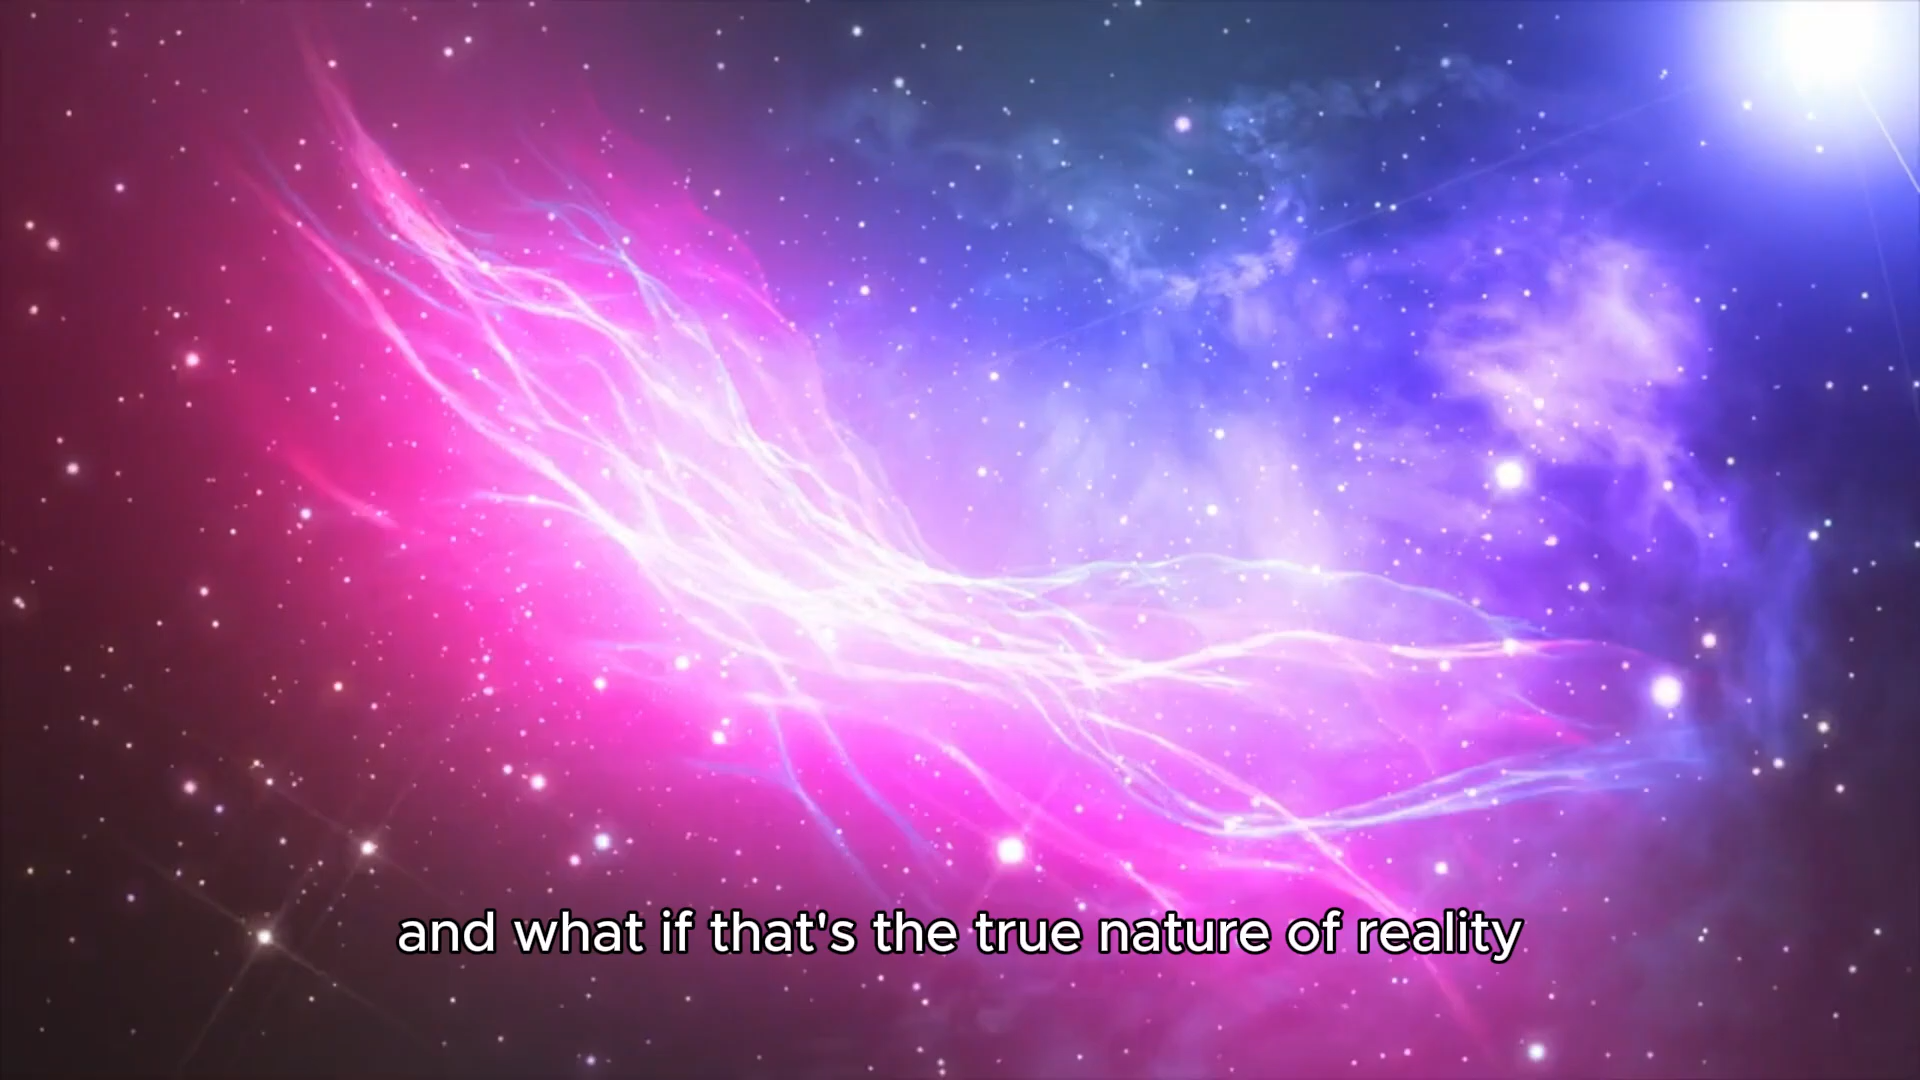 and what if that's the true nature of reality